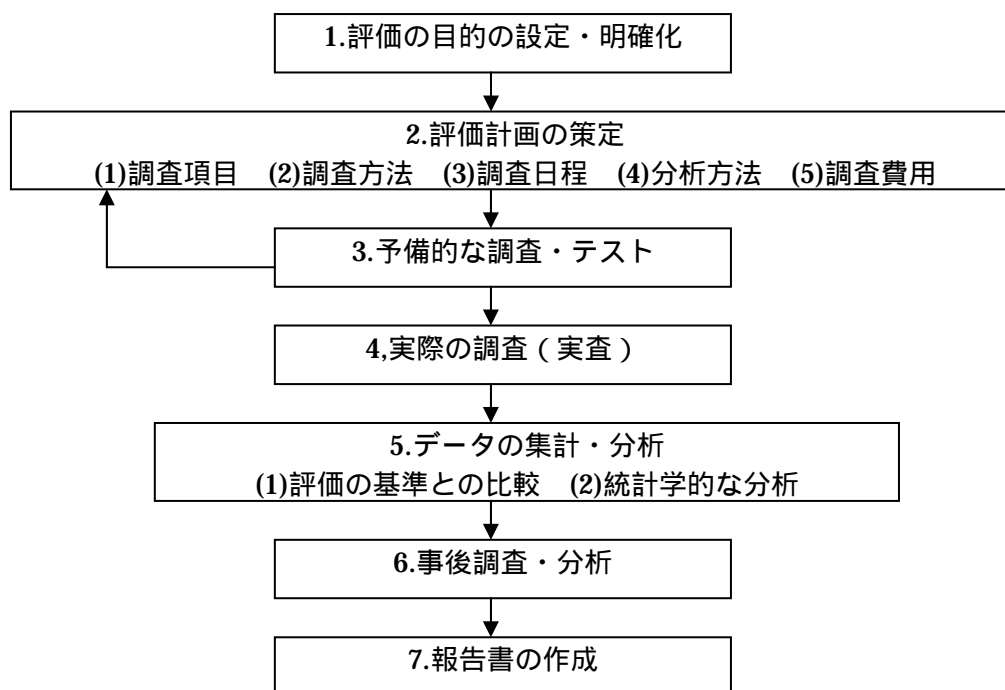 1.評価の目的の設定・明確化
2.評価計画の策定
(1)調査項目　(2)調査方法　(3)調査日程　(4)分析方法　(5)調査費用
3.予備的な調査・テスト
4,実際の調査（実査）
5.データの集計・分析
(1)評価の基準との比較　(2)統計学的な分析
6.事後調査・分析
7.報告書の作成